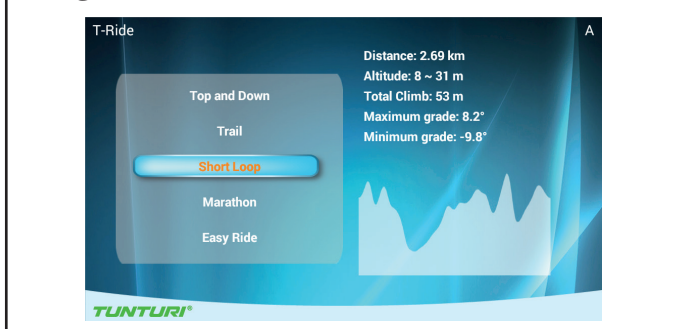 T-Ride
A
Top and Down
Trail
Short Loop
Marathon
Easy Ride
Distance: 2.69 km
Altitude: 8 ~ 31 m
Total Climb: 53 m
Maximum grade: 8.2°
Minimum grade: -9.8°
TUNTURI®